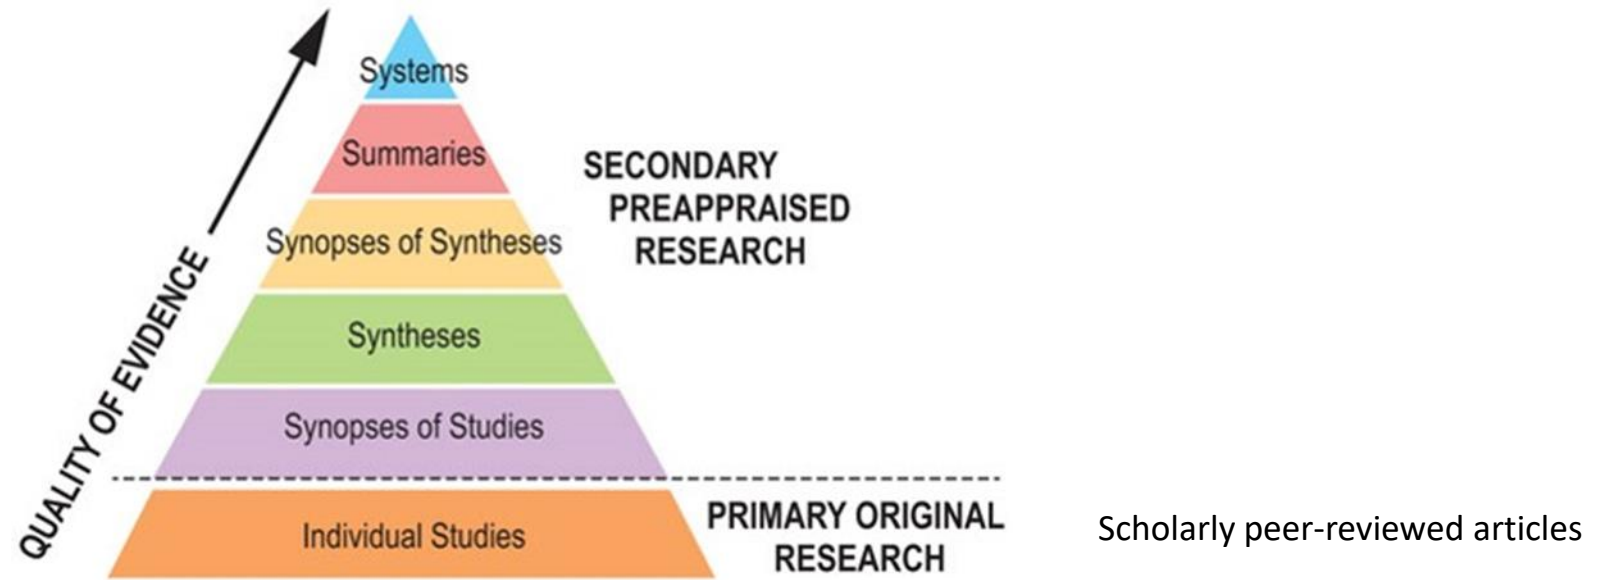 Systems
Summaries
SECONDARY
PREAPPRAISED
RESEARCH
Synopses of Syntheses
Syntheses
Synopses of Studies
QUALITY OF EVIDENCE
Individual Studies
PRIMARY ORIGINAL
RESEARCH
Scholarly peer-reviewed articles